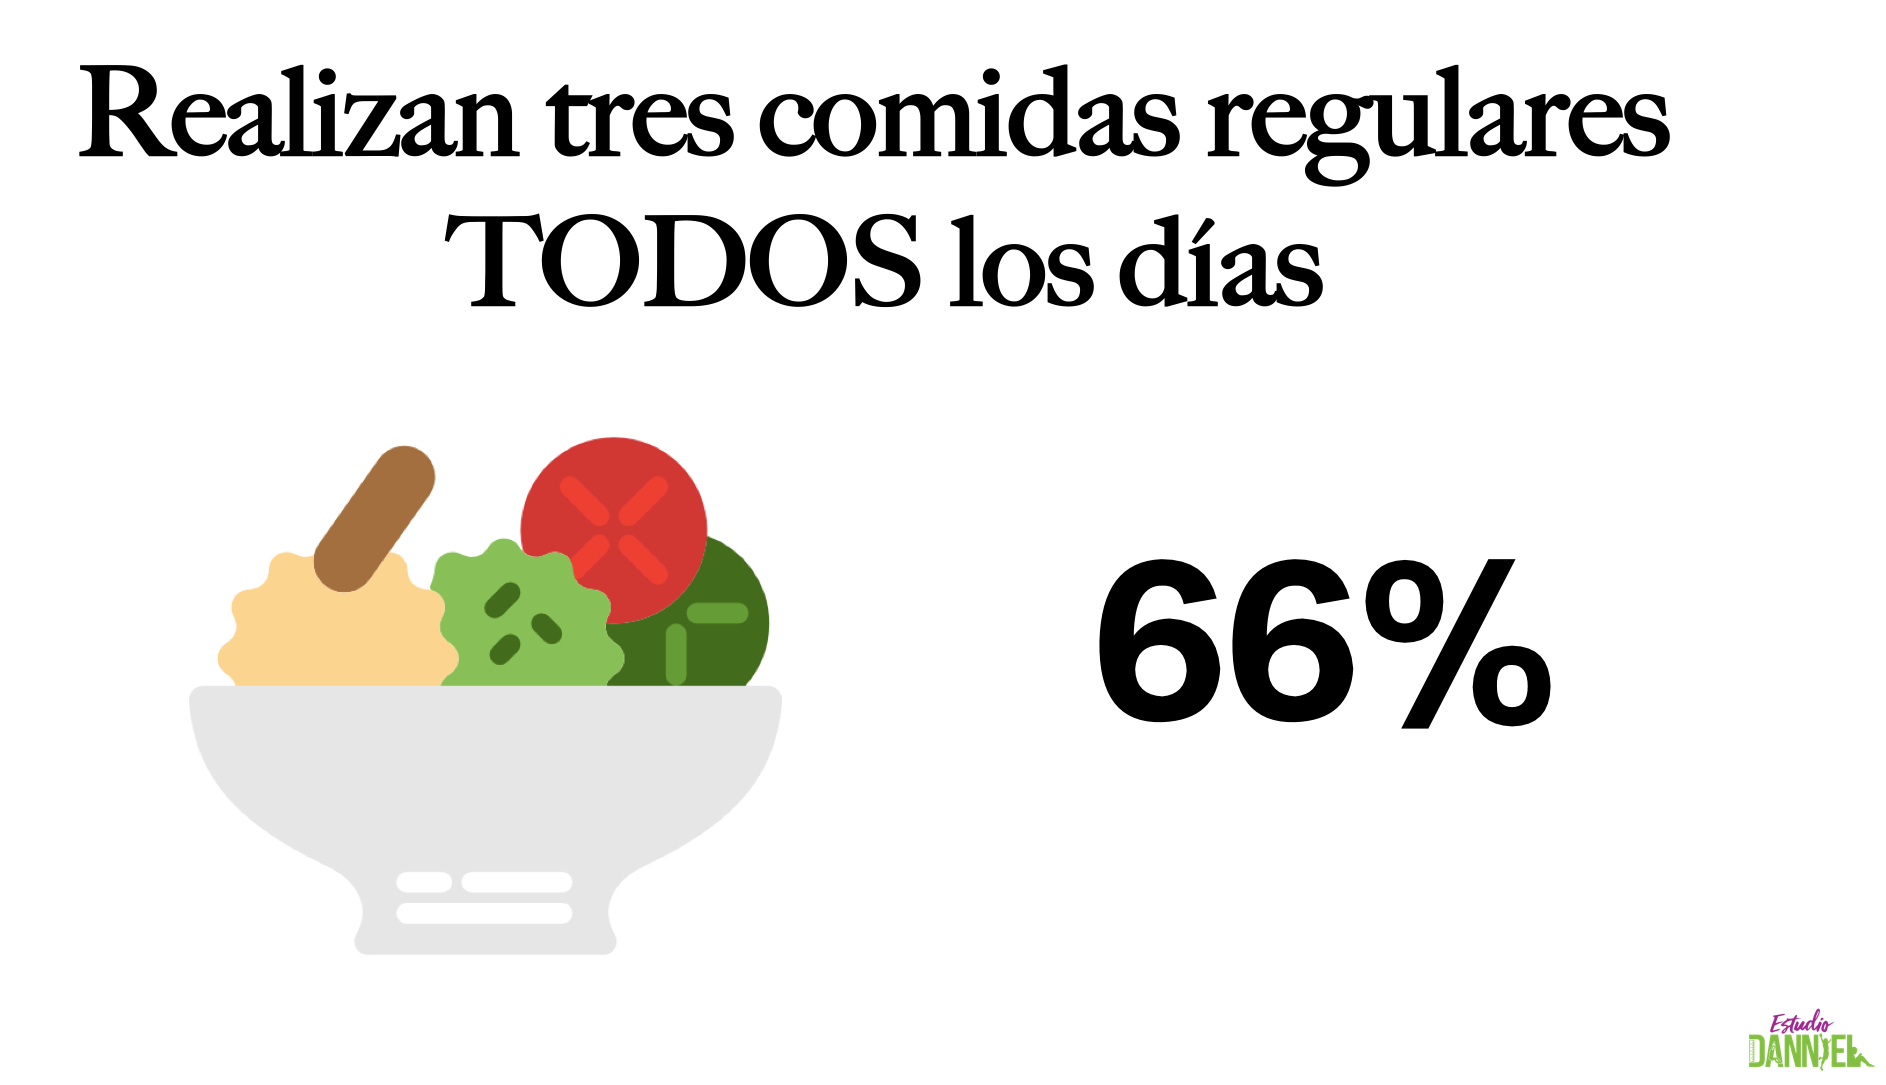 Realizan tres comidas regulares
TODOS los días
66%
Estudio
DANNIEL